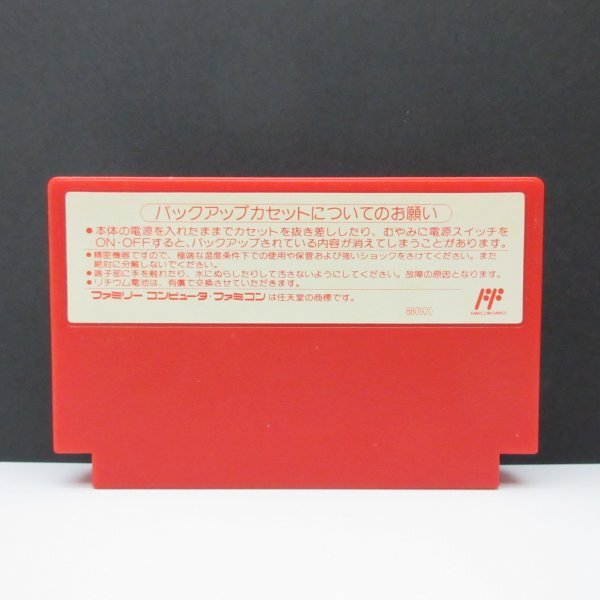 バックアップカセットについてのお願い
●本体の電源を入れたままでカセットを抜き差ししたり、むやみに電源スイッチを
ON・OFFすると、バックアップされている内容が消えてしまうことがあります。
●精密機器ですので、極端な温度条件下での使用や保管および強いショックをさけてください。また
絶対に分解しないでください。
●端子部に手を触れたり、水にぬらしたりして汚さないようにしてください。故障の原因となります。
●リチウム電池は、有償で交換させていただきます。
ファミリーコンピュータ・ファミコンは任天堂の商標です。
880920
FF